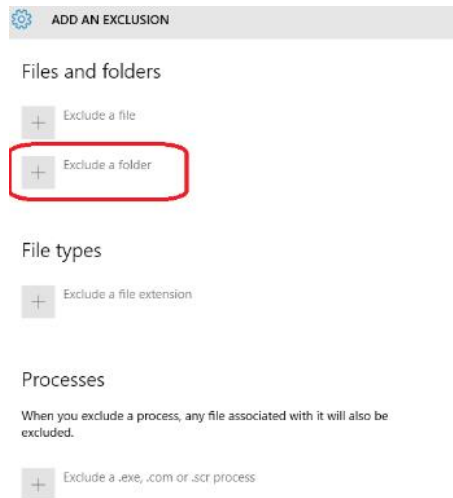 ADD AN EXCLUSION
Files and folders
Exclude a file
Exclude a folder
File types
Exclude a file extension
Processes
When you exclude a process, any file associated with it will also be
excluded.
Exclude a .exe, .com or .scr process